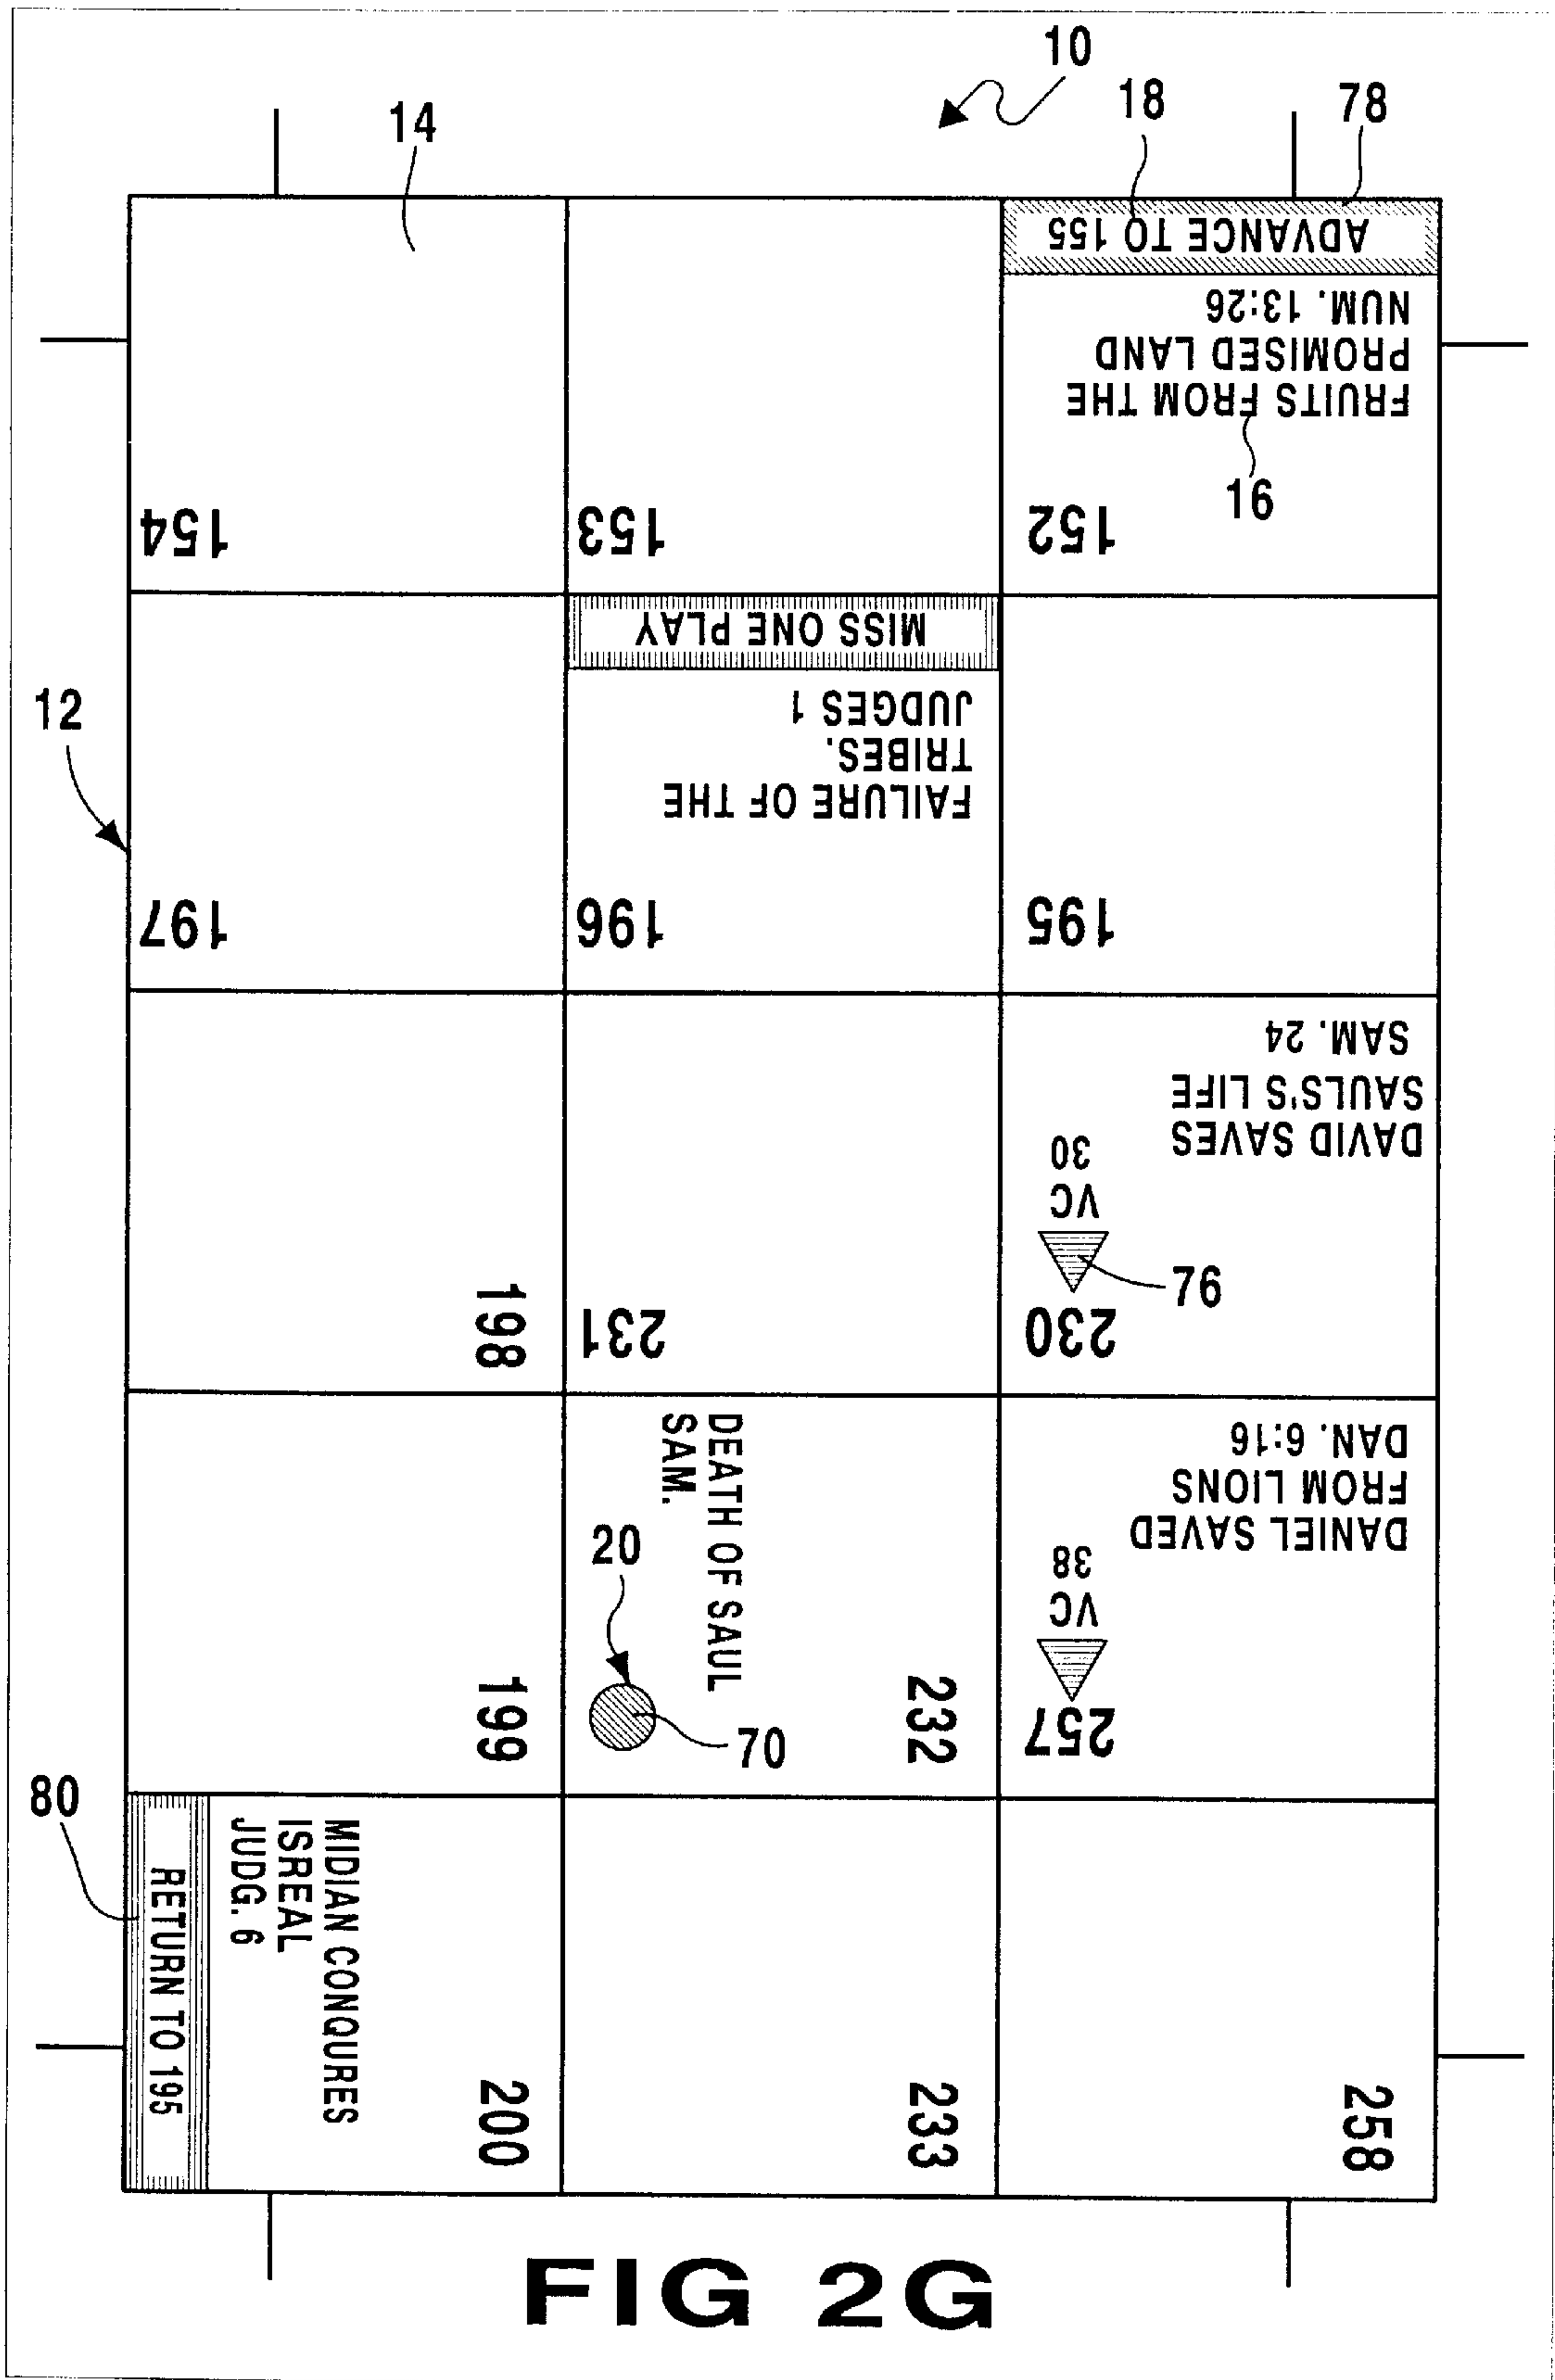 10
14
18
78
ADVANCE TO 155
FRUITS FROM THE
PROMISED LAND
NUM. 13:26
16
154
153
152
12
MISS ONE PLAY
FAILURE OF THE
TRIBES.
JUDGES 1
197
196
195
DAVID SAVES
SAULS'S LIFE
SAM. 24
VC
30
76
198
231
230
DEATH OF SAUL
SAM.
20
70
DANIEL SAVED
FROM LIONS
DAN. 6:16
VC
38
199
232
257
80
RETURN TO 195
MIDIAN CONQURES
ISREAL
JUDG. 6
200
233
258
FIG 2G